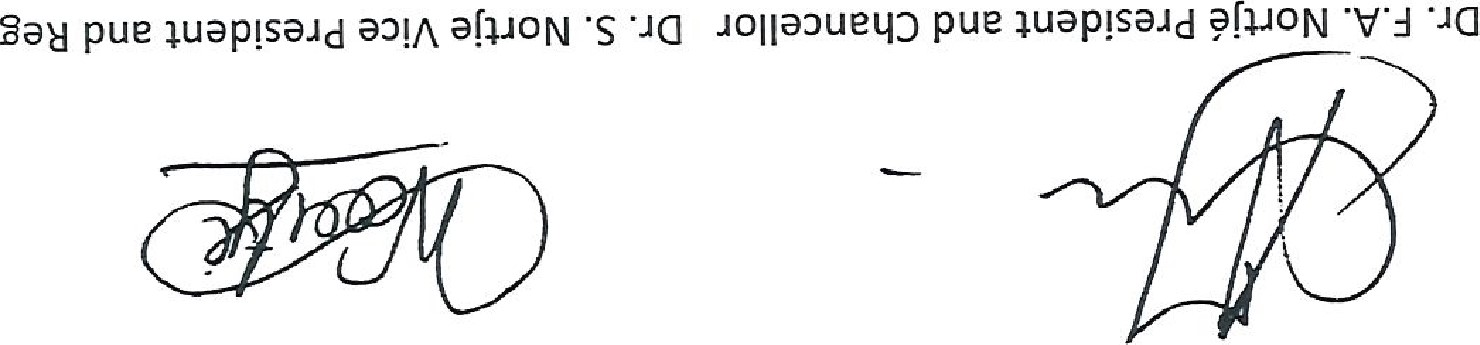 Dr. F.A. Nortjé President and Chancellor Dr. S. Nortje Vice President and Reg